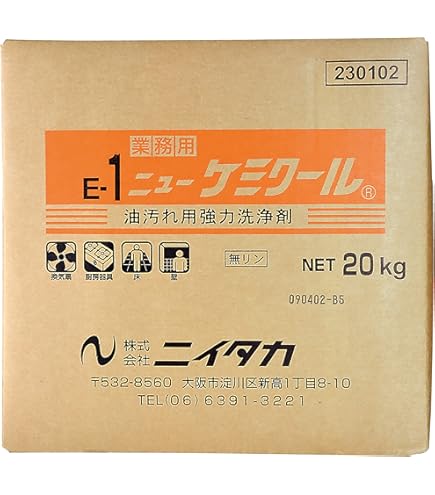 230102
業務用
E-1 ニューケミクール®
油汚れ用強力洗浄剤
換気扇 厨房器具 床 壁
無リン
NET 20kg
090402-B5
株式会社 ニイタカ
〒532-8560 大阪市淀川区新高1丁目8-10
TEL(06)6391-3221